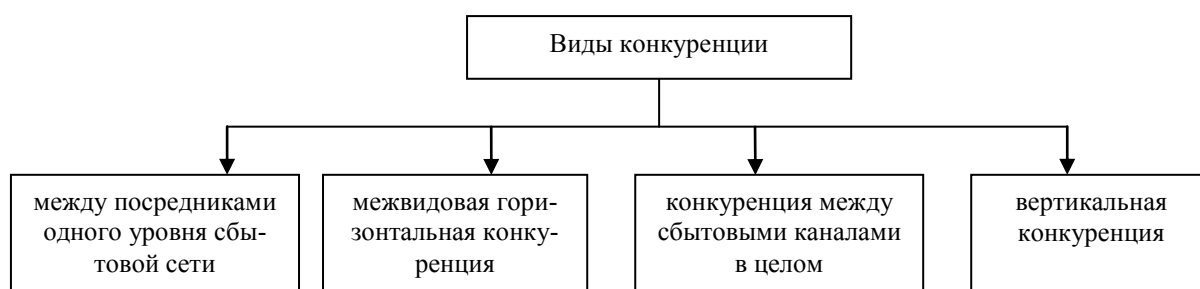 Виды конкуренции
между посредниками
одного уровня сбы-
товой сети
межвидовая гори-
зонтальная конку-
ренция
конкуренция между
сбытовыми каналами
в целом
вертикальная
конкуренция